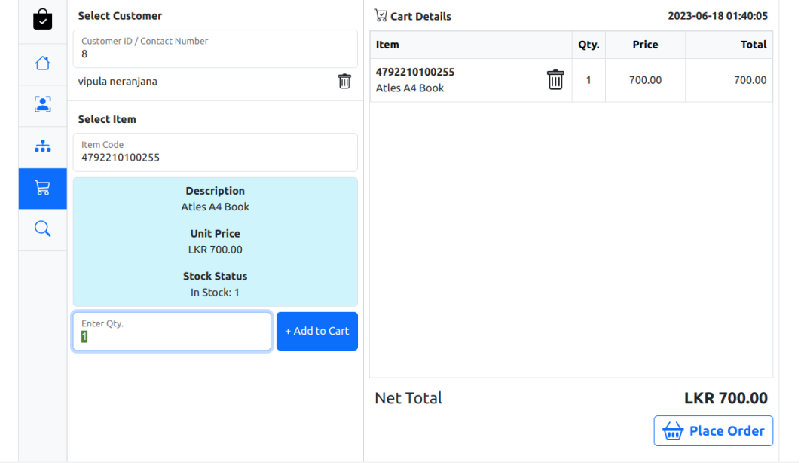 Select Customer
Customer ID / Contact Number
8
vipula neranjana
Select Item
Item Code
4792210100255
Description
Atles A4 Book
Unit Price
LKR 700.00
Stock Status
In Stock: 1
Enter Qty.
1
+ Add to Cart
Cart Details 2023-06-18 01:40:05
Item Qty. Price Total
4792210100255
Atles A4 Book 1 700.00 700.00
Net Total LKR 700.00
Place Order